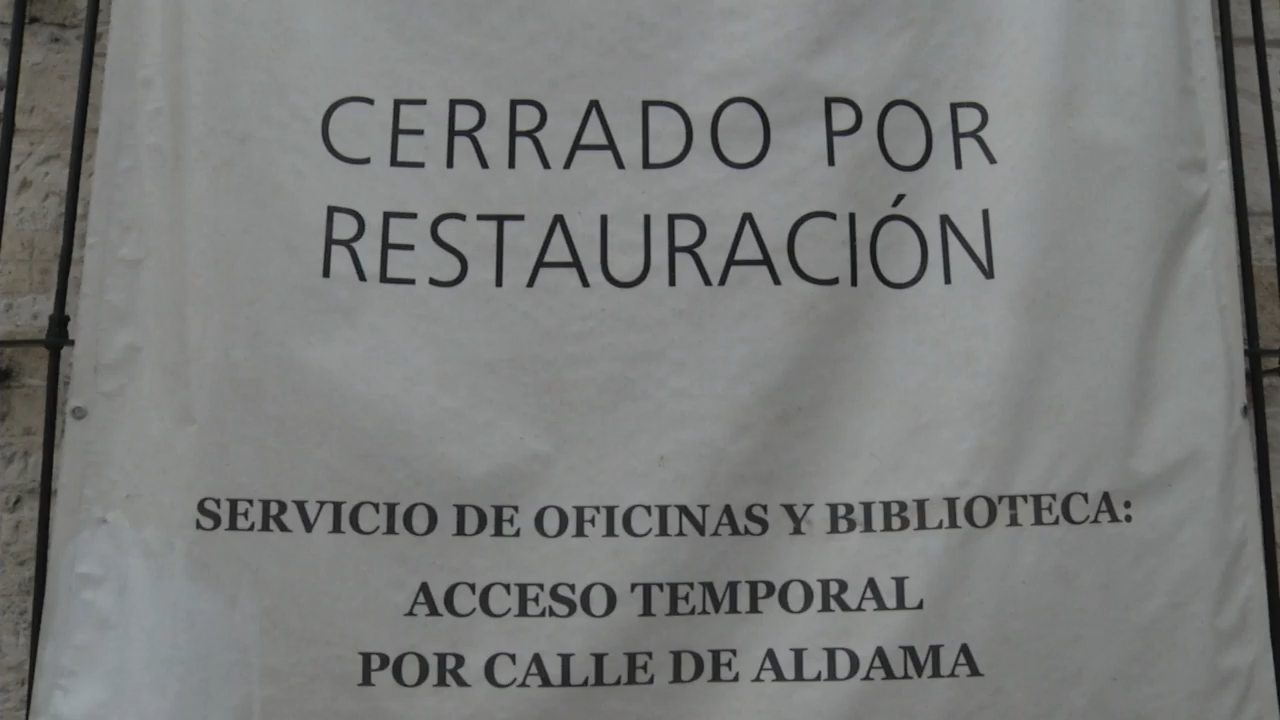 CERRADO POR
RESTAURACIÓN
SERVICIO DE OFICINAS Y BIBLIOTECA:
ACCESO TEMPORAL
POR CALLE DE ALDAMA